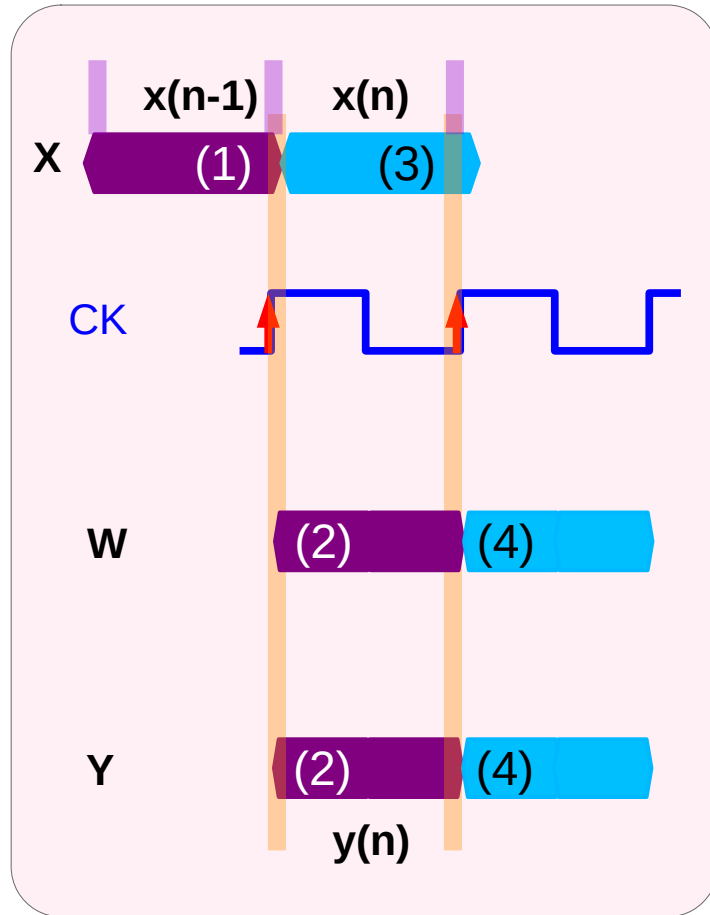 x(n-1) x(n)
X (1) (3)
CK
W (2) (4)
Y (2) (4)
y(n)